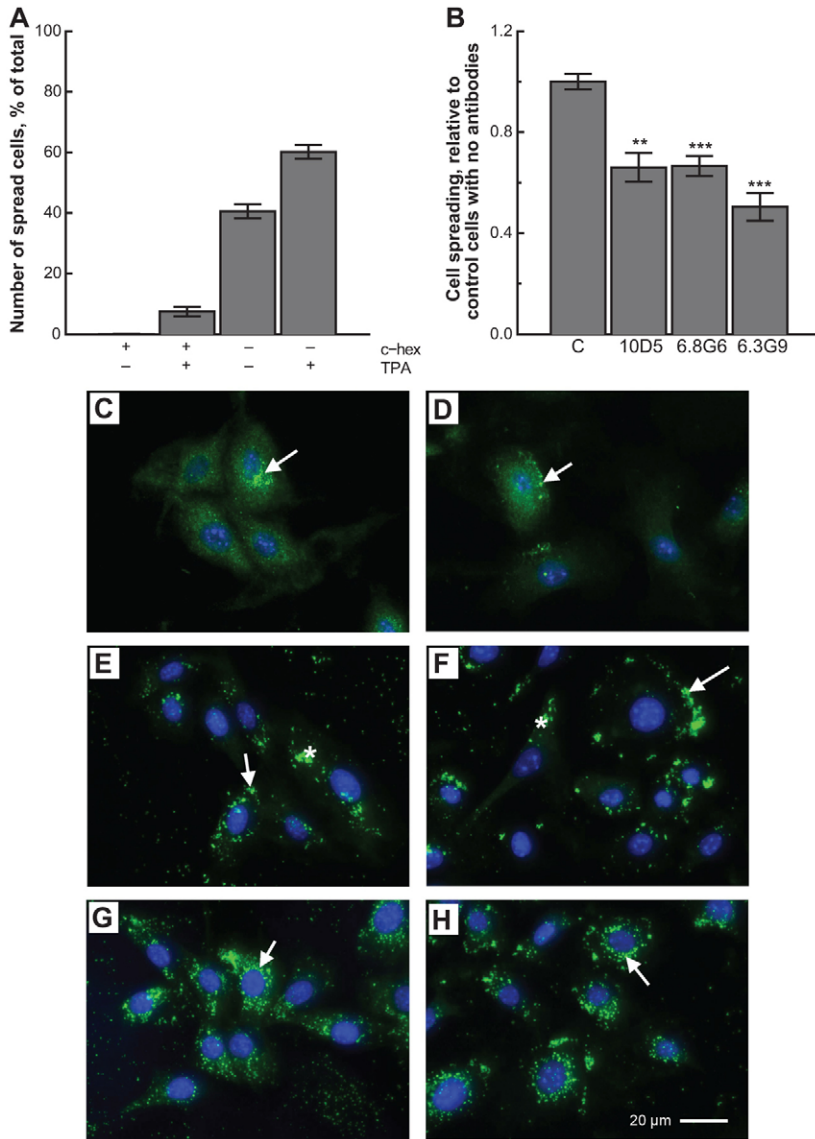 A
Number of spread cells, % of total
100
80
60
40
20
0
+ + – – c–hex
– + – + TPA
B
Cell spreading, relative to
control cells with no antibodies
1.2
0.8
0.4
0.0
**
***
***
C 10D5 6.8G6 6.3G9
C
D
E
*
F
*
G
H
20 µm